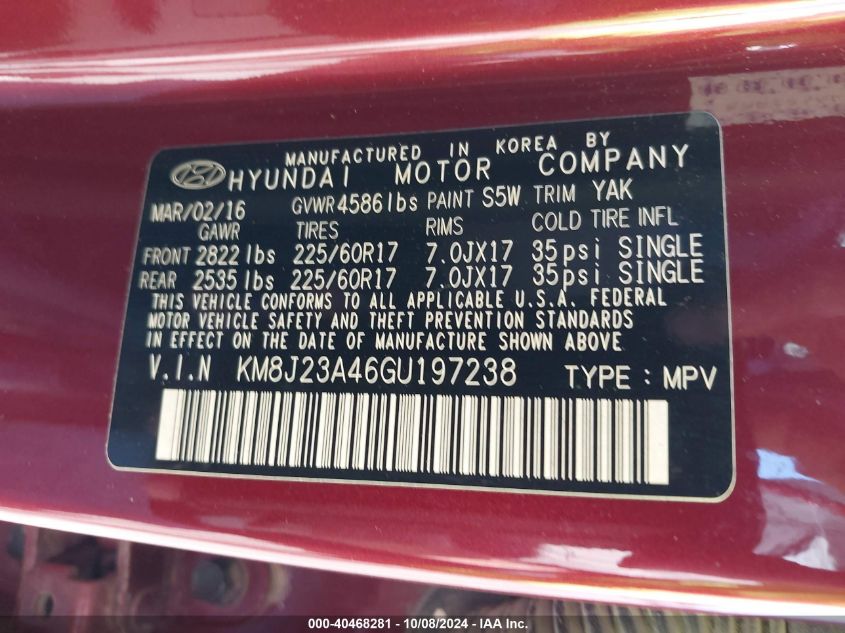 MANUFACTURED IN KOREA BY
HYUNDAI MOTOR COMPANY
MAR/02/16 GVWR 4586 lbs PAINT S5W TRIM YAK
GAWR TIRES RIMS COLD TIRE INFL
FRONT 2822 lbs 225/60R17 7.0JX17 35psi SINGLE
REAR 2535 lbs 225/60R17 7.0JX17 35psi SINGLE
THIS VEHICLE CONFORMS TO ALL APPLICABLE U.S.A. FEDERAL
MOTOR VEHICLE SAFETY AND THEFT PREVENTION STANDARDS
IN EFFECT ON THE DATE OF MANUFACTURE SHOWN ABOVE
V.I.N KM8J23A46GU197238 TYPE : MPV
000-40468281 - 10/08/2024 - IAA Inc.